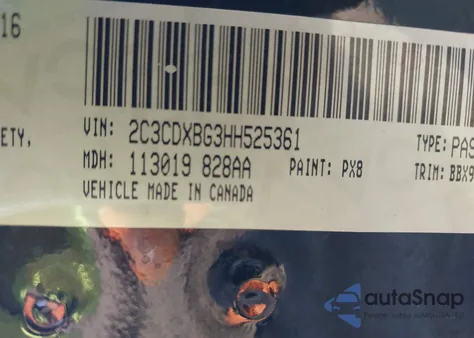 16
ETY,
VIN: 2C3CDXBG3HH525361
TYPE: PAS
MDH: 113019 828AA
PAINT: PX8
TRIM: BBX9
VEHICLE MADE IN CANADA
autoSnap